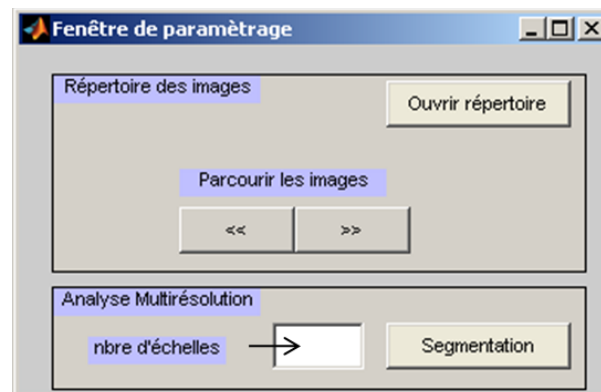 Fenêtre de paramètrage
Répertoire des images
Ouvrir répertoire
Parcourir les images
<< >>
Analyse Multirésolution
nbre d'échelles
Segmentation